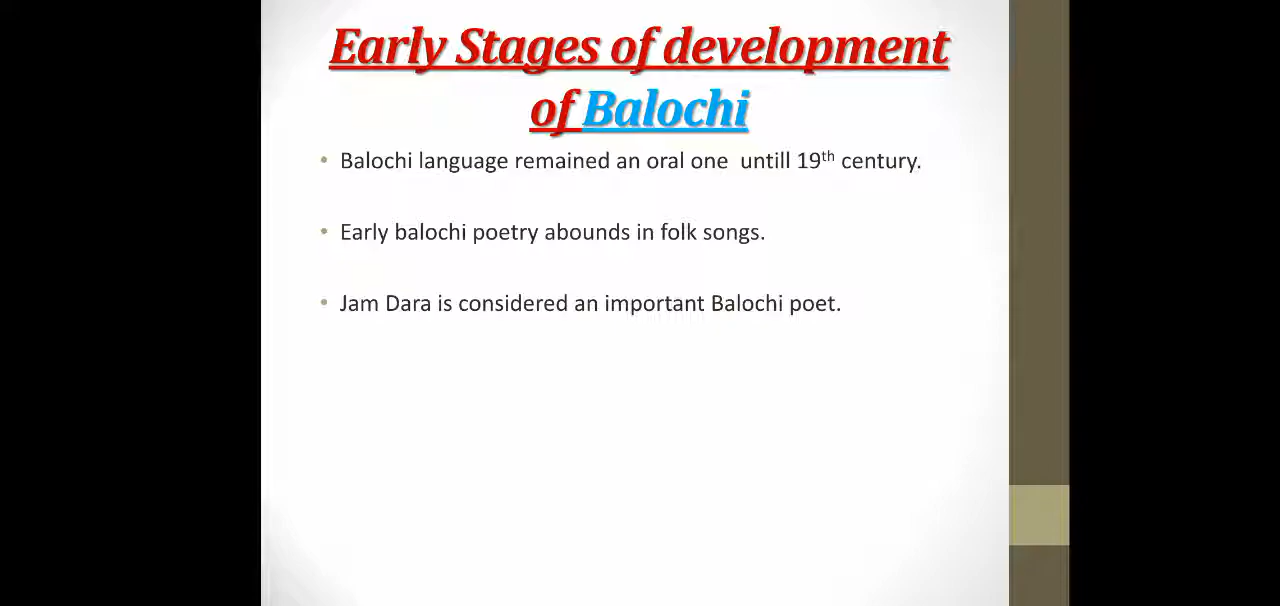 Early Stages of development
of Balochi
• Balochi language remained an oral one  untill 19th century.
• Early balochi poetry abounds in folk songs.
• Jam Dara is considered an important Balochi poet.